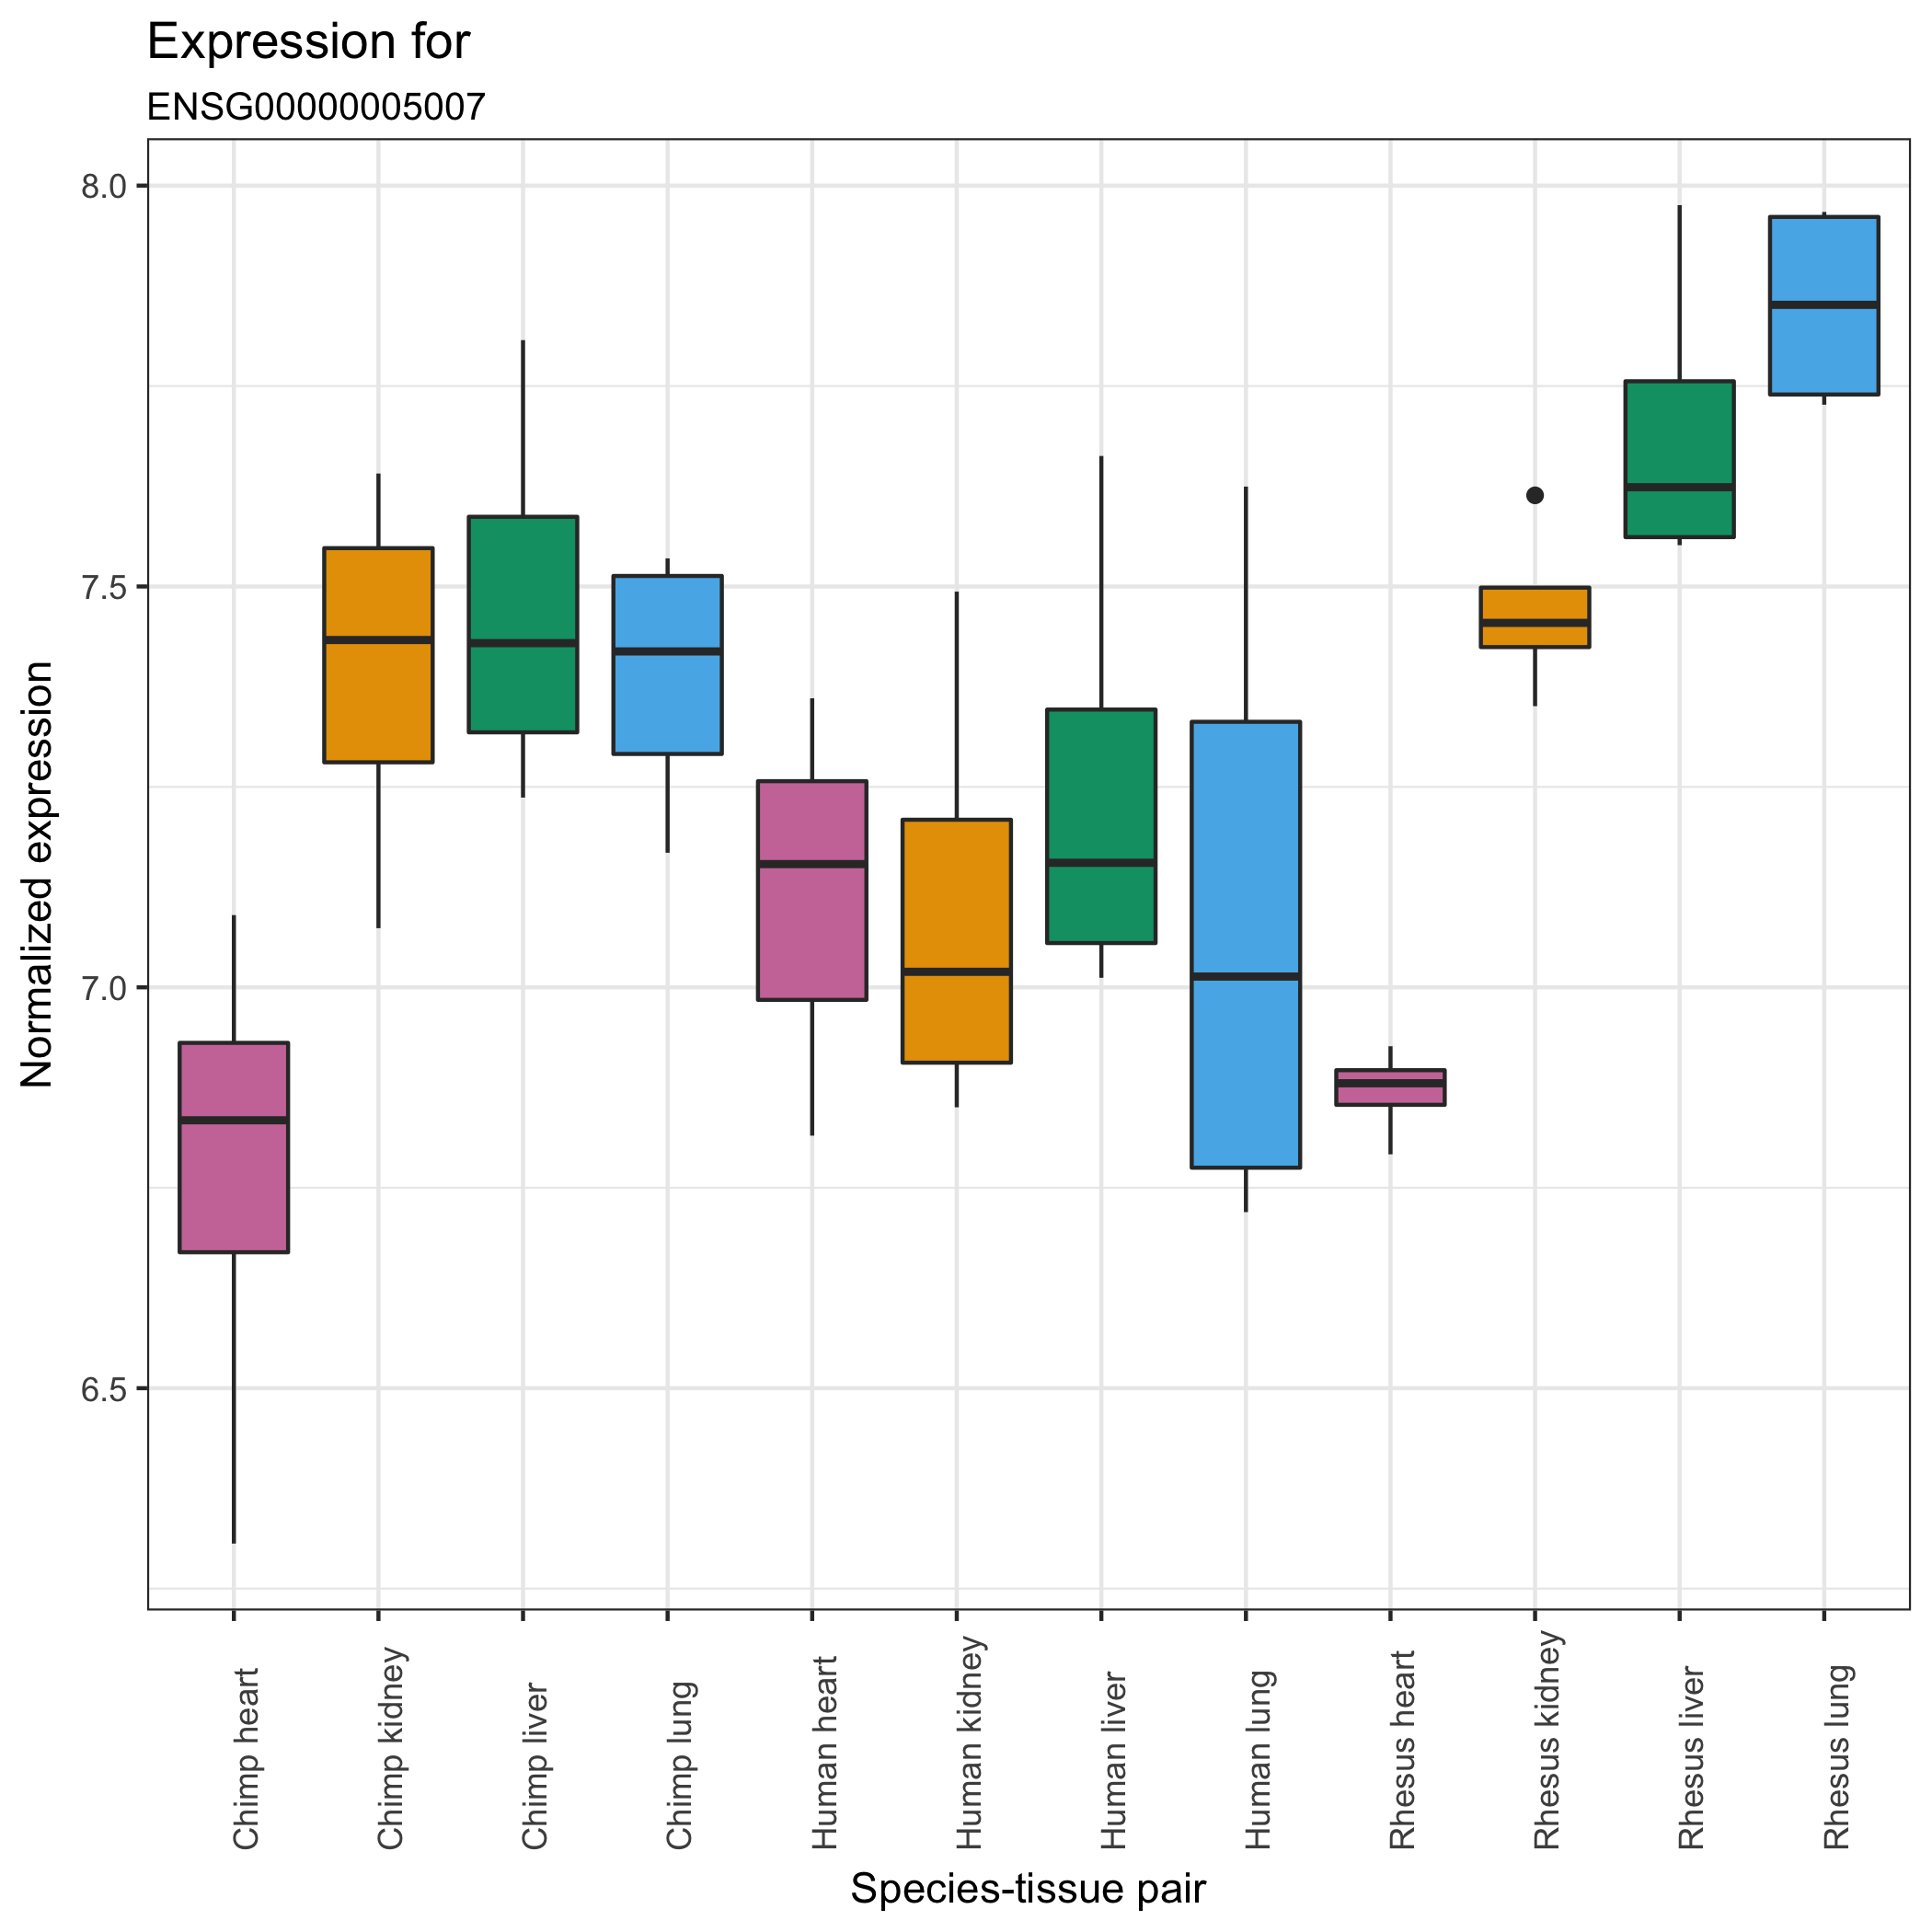 Expression for
ENSG00000005007
8.0
7.5
7.0
6.5
Normalized expression
Chimp heart
Chimp kidney
Chimp liver
Chimp lung
Human heart
Human kidney
Human liver
Human lung
Rhesus heart
Rhesus kidney
Rhesus liver
Rhesus lung
Species-tissue pair